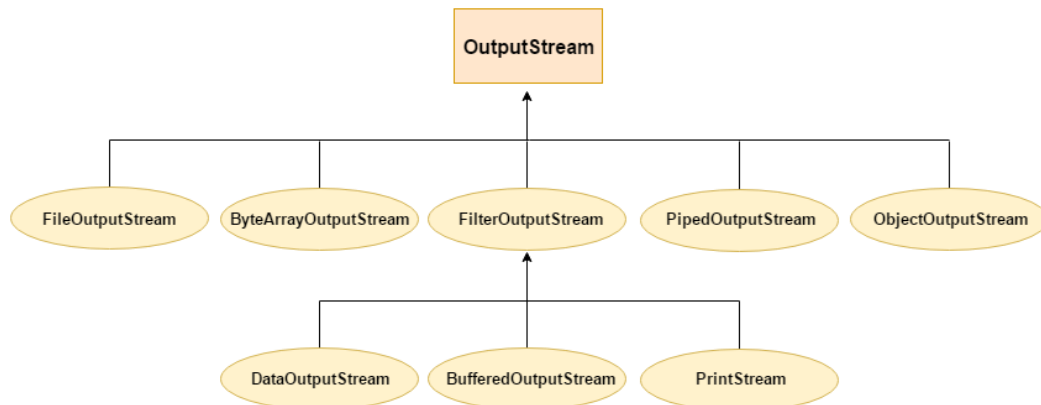 OutputStream
FileOutputStream
ByteArrayOutputStream
FilterOutputStream
PipedOutputStream
ObjectOutputStream
DataOutputStream
BufferedOutputStream
PrintStream